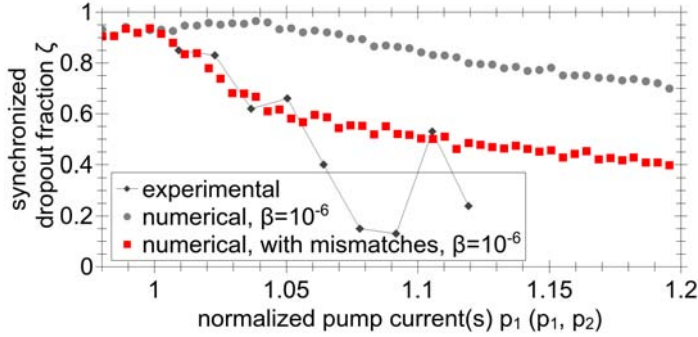 1
0.8
0.6
0.4
0.2
0
synchronized
dropout fraction ζ
experimental
numerical, β=10⁻⁶
numerical, with mismatches, β=10⁻⁶
1 1.05 1.1 1.15 1.2
normalized pump current(s) p₁ (p₁, p₂)